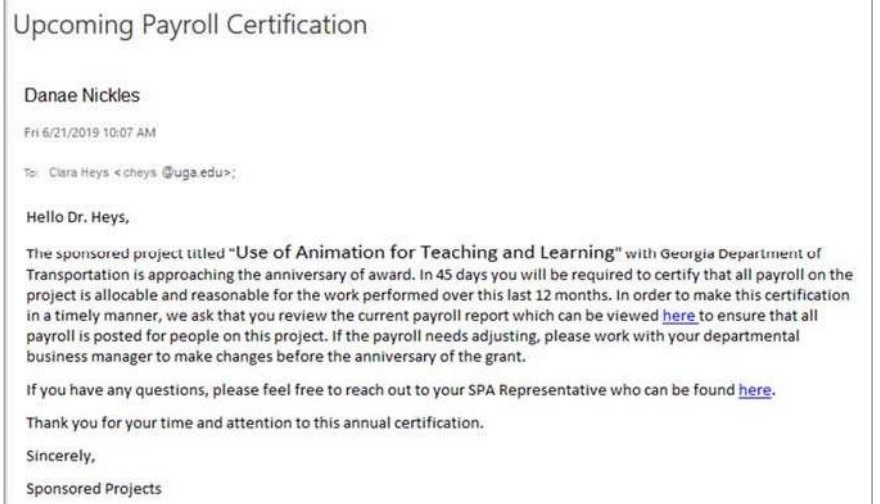 Upcoming Payroll Certification
Danae Nickles
Fri 6/21/2019 10:07 AM
To: Clara Heys <cheys @uga.edu>;
Hello Dr. Heys,
The sponsored project titled "Use of Animation for Teaching and Learning" with Georgia Department of
Transportation is approaching the anniversary of award. In 45 days you will be required to certify that all payroll on the
project is allocable and reasonable for the work performed over this last 12 months. In order to make this certification
in a timely manner, we ask that you review the current payroll report which can be viewed here to ensure that all
payroll is posted for people on this project. If the payroll needs adjusting, please work with your departmental
business manager to make changes before the anniversary of the grant.
If you have any questions, please feel free to reach out to your SPA Representative who can be found here.
Thank you for your time and attention to this annual certification.
Sincerely,
Sponsored Projects